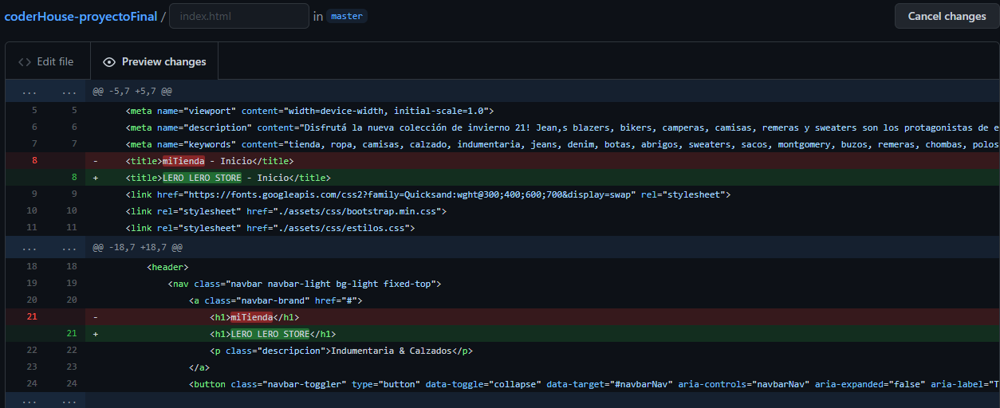 coderHouse-proyectoFinal / index.html in master
Cancel changes
Edit file
Preview changes
... ... @@ -5,7 +5,7 @@
5 5 <meta name="viewport" content="width=device-width, initial-scale=1.0">
6 6 <meta name="description" content="Disfrutá la nueva colección de invierno 21! Jean,s blazers, bikers, camperas, camisas, remeras y sweaters son los protagonistas de e
7 7 <meta name="keywords" content="tienda, ropa, camisas, calzado, indumentaria, jeans, denim, botas, abrigos, sweaters, sacos, montgomery, buzos, remeras, chombas, polos
8 - <title>miTienda - Inicio</title>
8 + <title>LERO LERO STORE - Inicio</title>
9 9 <link href="https://fonts.googleapis.com/css2?family=Quicksand:wght@300;400;600;700&display=swap" rel="stylesheet">
10 10 <link rel="stylesheet" href="./assets/css/bootstrap.min.css">
11 11 <link rel="stylesheet" href="./assets/css/estilos.css">
... ... @@ -18,7 +18,7 @@
18 18 <header>
19 19 <nav class="navbar navbar-light bg-light fixed-top">
20 20 <a class="navbar-brand" href="#">
21 - <h1>miTienda</h1>
21 + <h1>LERO LERO STORE</h1>
22 22 <p class="descripcion">Indumentaria & Calzados</p>
23 23 </a>
24 24 <button class="navbar-toggler" type="button" data-toggle="collapse" data-target="#navbarNav" aria-controls="navbarNav" aria-expanded="false" aria-label="T
... ...